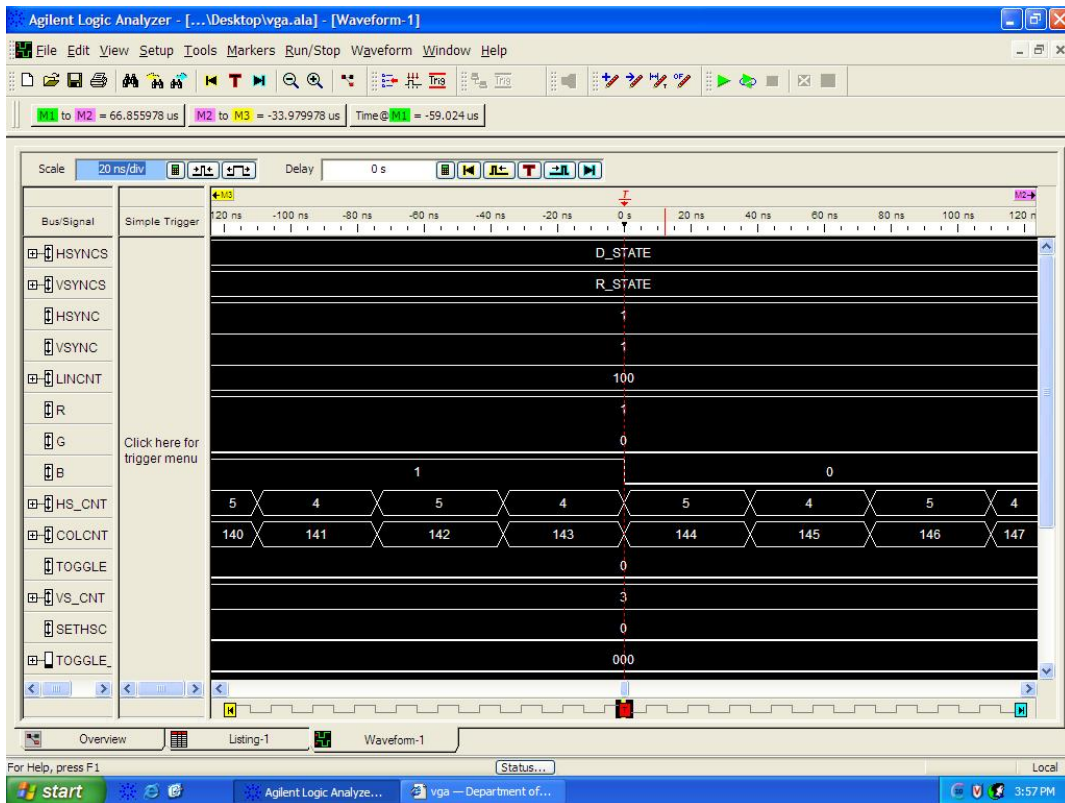 Agilent Logic Analyzer - [...\Desktop\vga.ala] - [Waveform-1]
File Edit View Setup Tools Markers Run/Stop Waveform Window Help
M1 to M2 = 66.855978 us M2 to M3 = -33.979978 us Time@M1 = -59.024 us
Scale 20 ns/div Delay 0 s T
M3 T M2
Bus/Signal Simple Trigger 120 ns -100 ns -80 ns -60 ns -40 ns -20 ns 0 s 20 ns 40 ns 60 ns 80 ns 100 ns 120 n
HSYNCS D_STATE
VSYNCS R_STATE
HSYNC 1
VSYNC 1
LINCNT 100
R 1
G 0
Click here for trigger menu
B 1 0
HS_CNT 5 4 5 4 5 4 5 4
COLCNT 140 141 142 143 144 145 146 147
TOGGLE 0
VS_CNT 3
SETHSC 0
TOGGLE_ 000
Overview Listing-1 Waveform-1
For Help, press F1 Status... Local
start Agilent Logic Analyze... vga — Department of... 3:57 PM